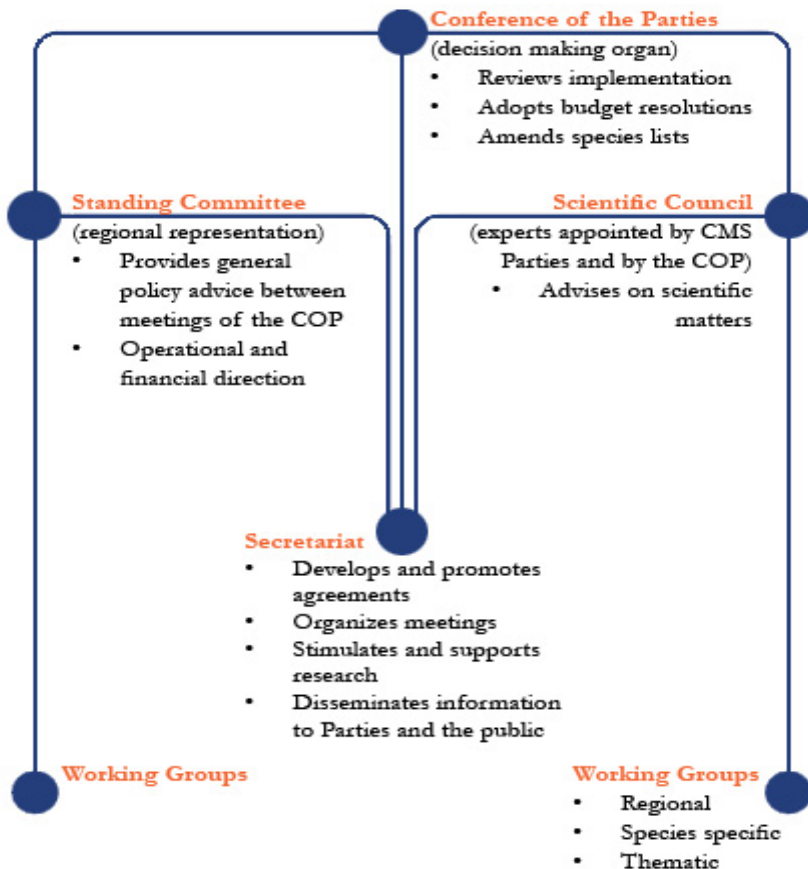 Conference of the Parties
(decision making organ)
• Reviews implementation
• Adopts budget resolutions
• Amends species lists
Standing Committee
(regional representation)
• Provides general
policy advice between
meetings of the COP
• Operational and
financial direction
Scientific Council
(experts appointed by CMS
Parties and by the COP)
• Advises on scientific
matters
Secretariat
• Develops and promotes
agreements
• Organizes meetings
• Stimulates and supports
research
• Disseminates information
to Parties and the public
Working Groups
Working Groups
• Regional
• Species specific
• Thematic